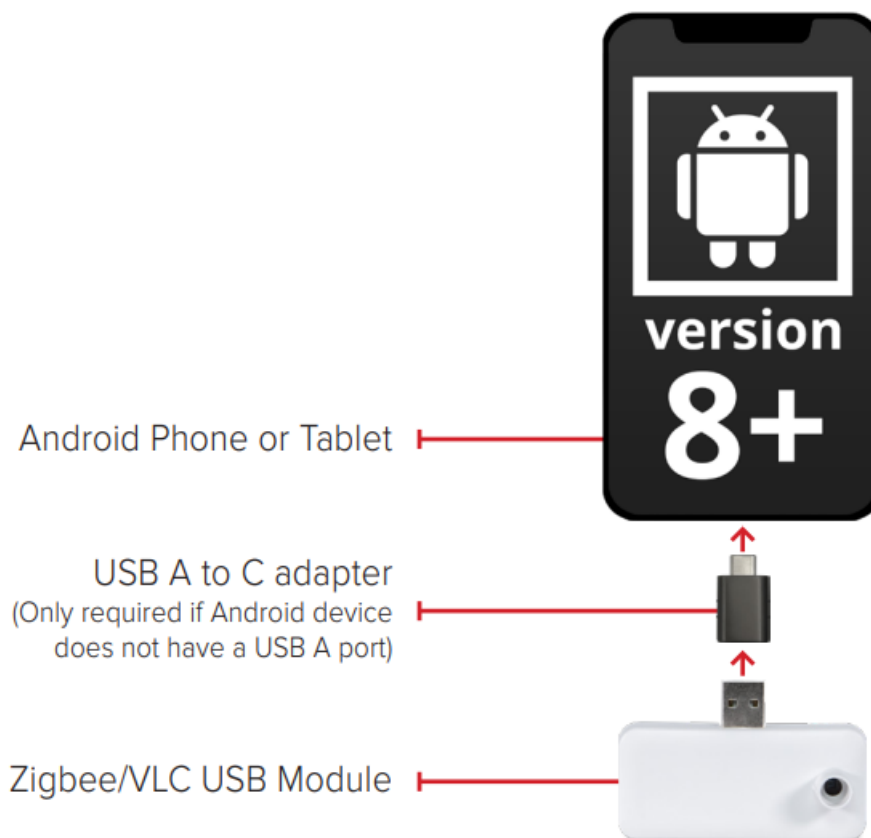 version
8+
Android Phone or Tablet
USB A to C adapter
(Only required if Android device
does not have a USB A port)
Zigbee/VLC USB Module